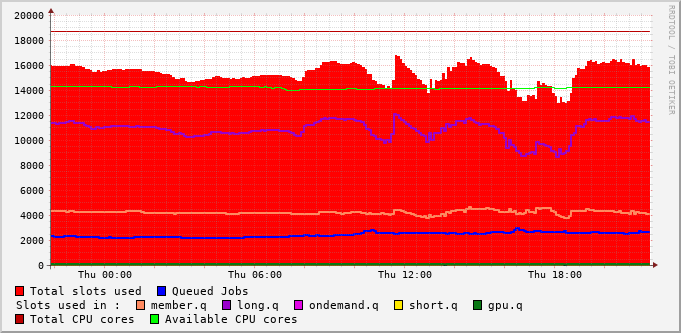 20000
18000
16000
14000
12000
10000
8000
6000
4000
2000
0
Thu 00:00 Thu 06:00 Thu 12:00 Thu 18:00
RRDTOOL / TOBI OETIKER
Total slots used Queued Jobs
Slots used in : member.q long.q ondemand.q short.q gpu.q
Total CPU cores Available CPU cores